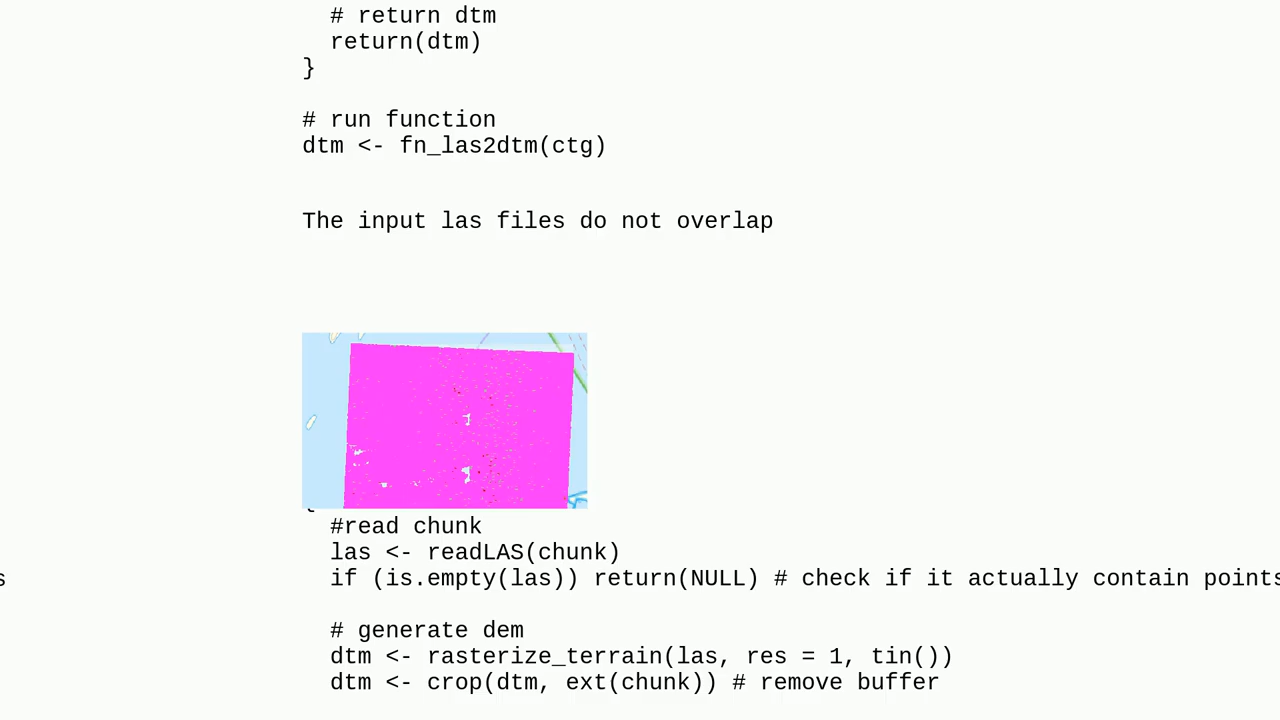 # return dtm
return(dtm)
}
# run function
dtm <- fn_las2dtm(ctg)
The input las files do not overlap
#read chunk
las <- readLAS(chunk)
s if (is.empty(las)) return(NULL) # check if it actually contain points
# generate dem
dtm <- rasterize_terrain(las, res = 1, tin())
dtm <- crop(dtm, ext(chunk)) # remove buffer